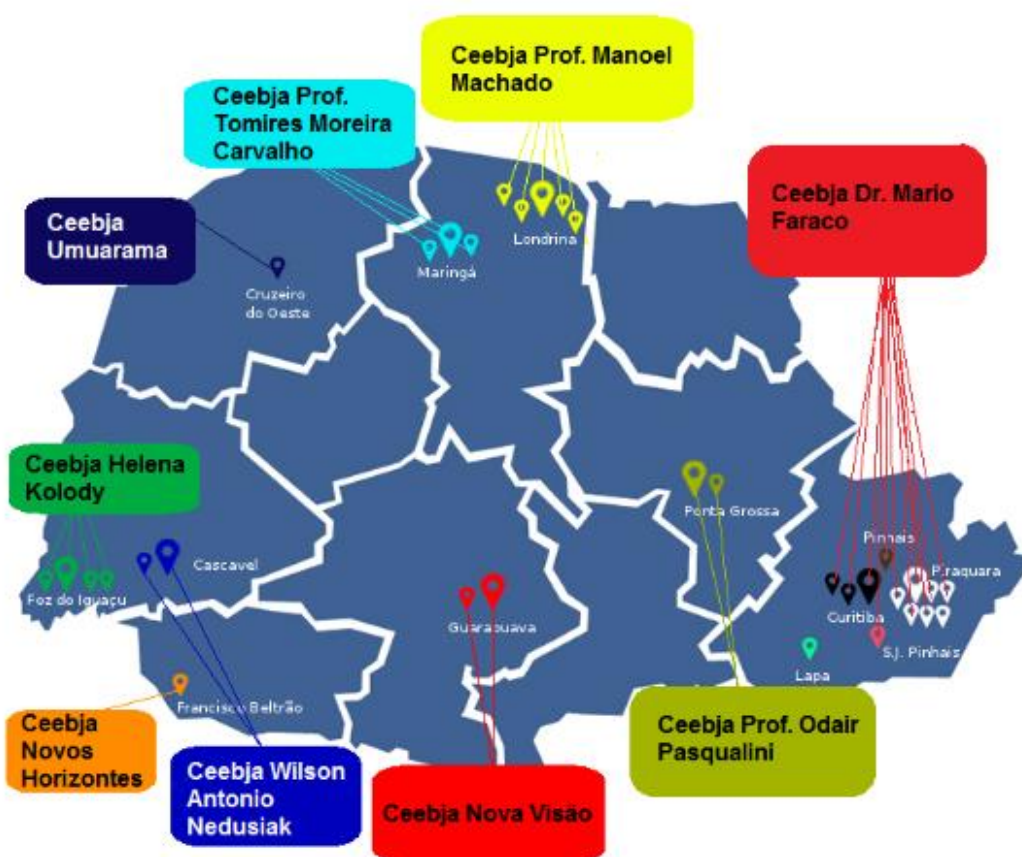 Ceebja Prof. Manoel
Machado
Ceebja Prof.
Tomires Moreira
Carvalho
Ceebja Dr. Mario
Faraco
Ceebja
Umuarama
Londrina
Maringá
Cruzeiro
do Oeste
Ceebja Helena
Kolody
Ponta Grossa
Pinhais
Cascavel
Piraquara
Foz do Iguaçu
Curitiba
Guarapuava
S.J. Pinhais
Lapa
Francisco Beltrão
Ceebja
Novos
Horizontes
Ceebja Prof. Odair
Pasqualini
Ceebja Wilson
Antonio
Nedusiak
Ceebja Nova Visão